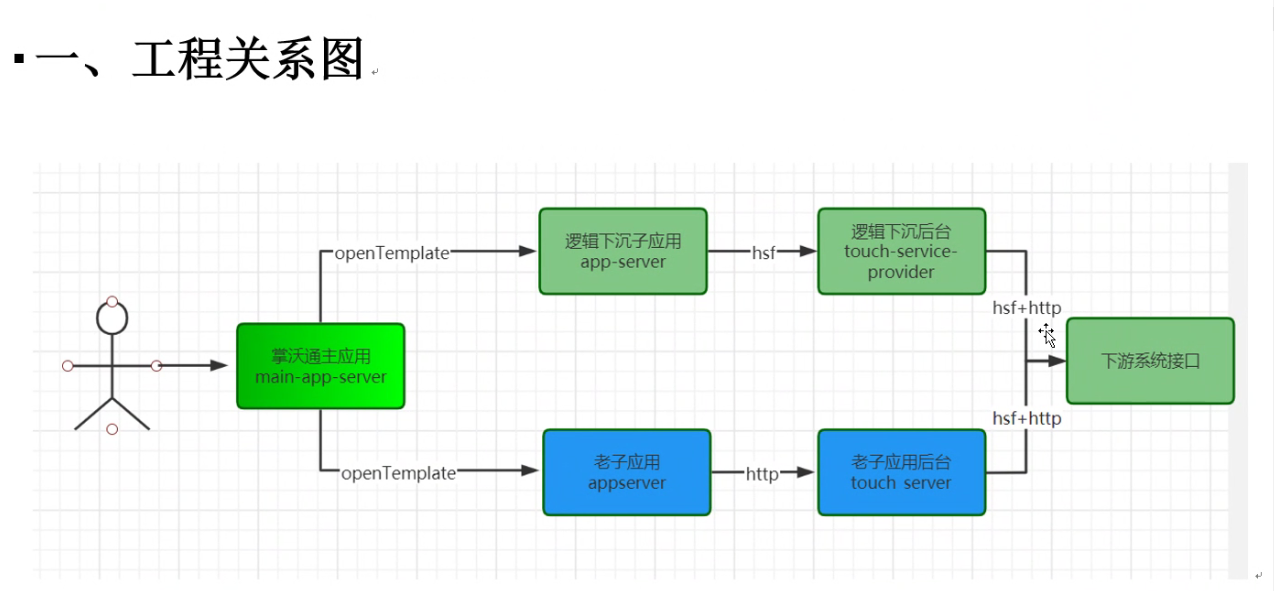 一、工程关系图
openTemplate
逻辑下沉子应用
app-server
hsf
逻辑下沉后台
touch-service-
provider
hsf+http
掌沃通主应用
main-app-server
下游系统接口
hsf+http
openTemplate
老子应用
appserver
http
老子应用后台
touch server